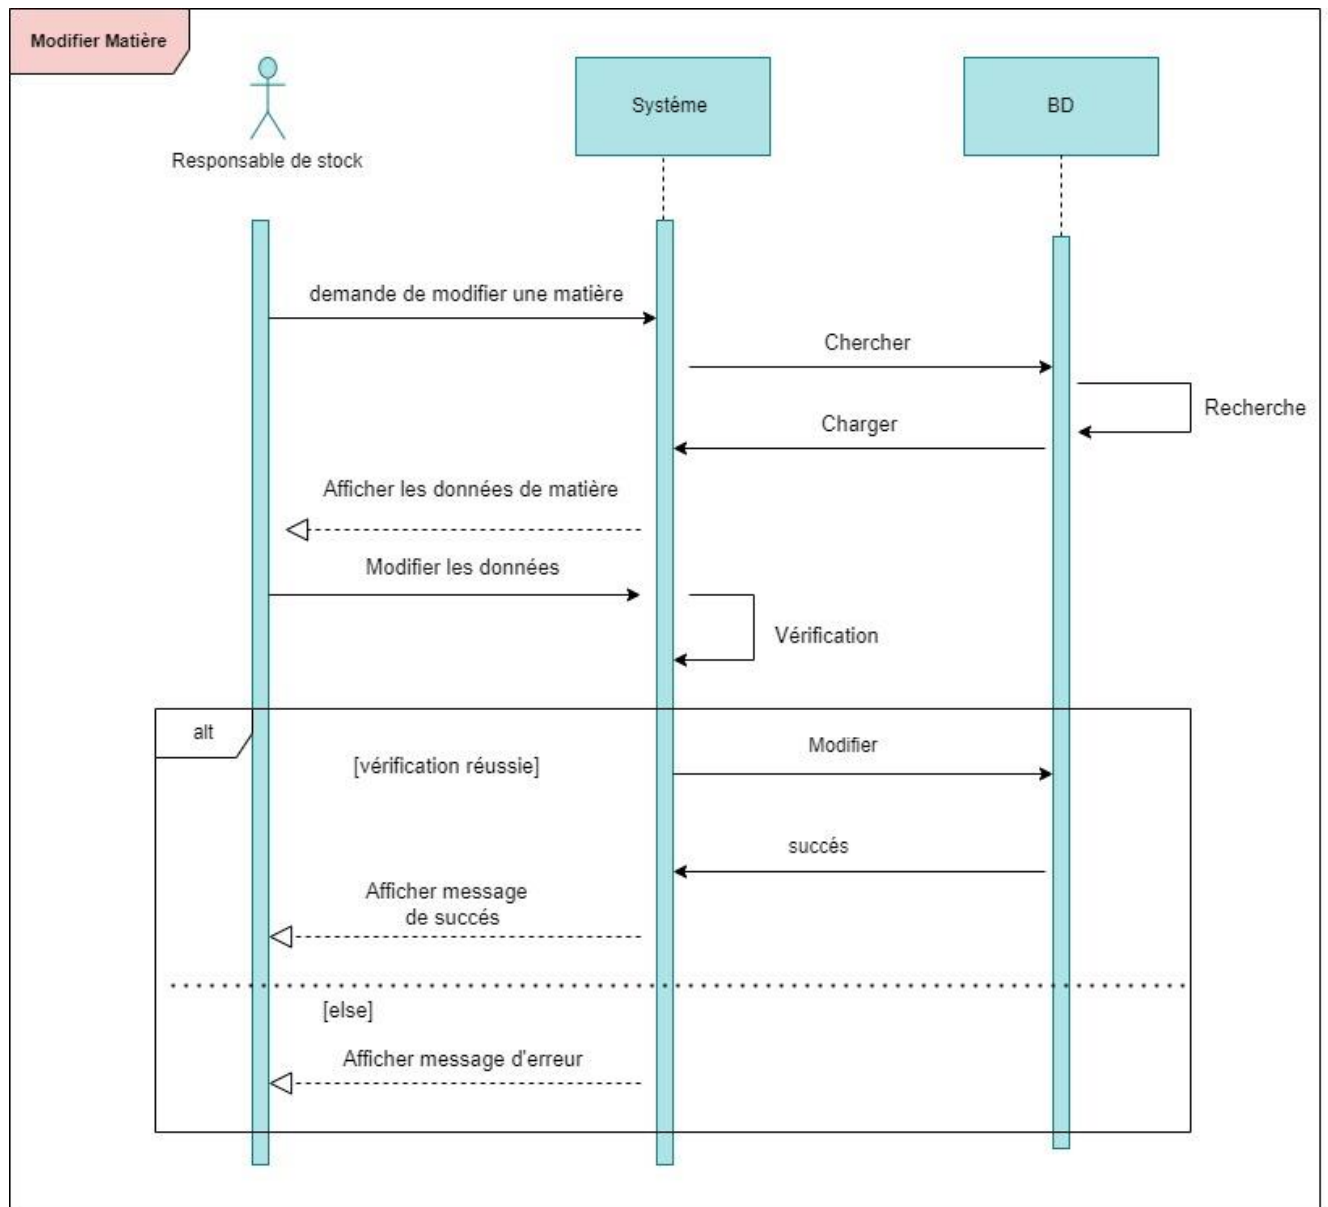 Modifier Matière
Responsable de stock
Systéme
BD
demande de modifier une matière
Chercher
Recherche
Charger
Afficher les données de matière
Modifier les données
Vérification
alt
[vérification réussie]
Modifier
succés
Afficher message
de succés
[else]
Afficher message d'erreur